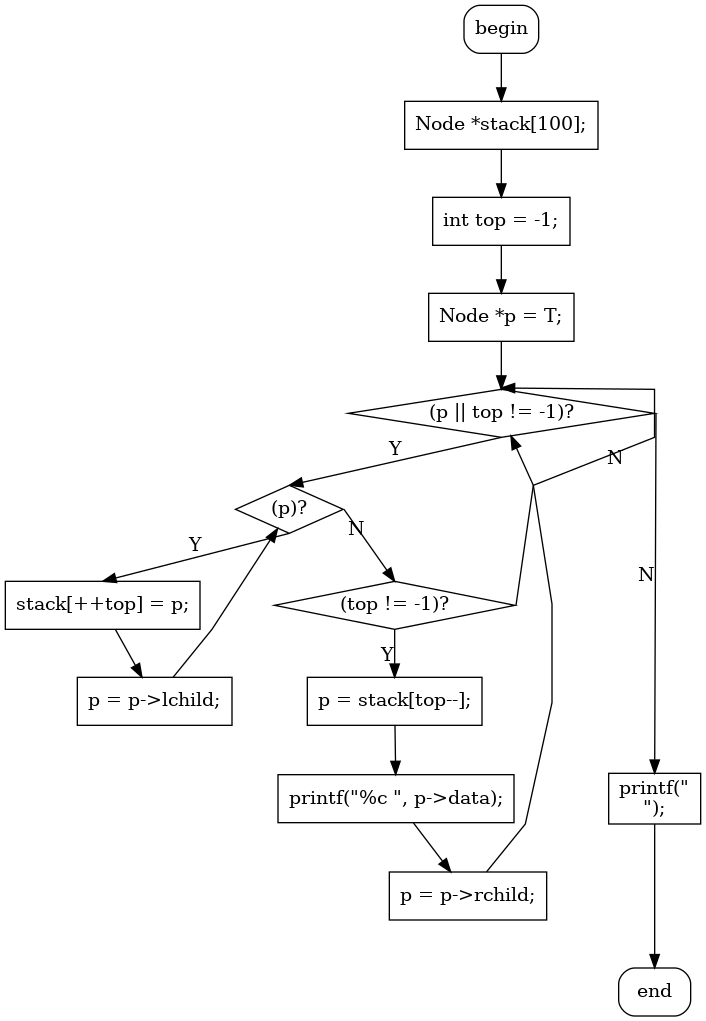 begin
Node *stack[100];
int top = -1;
Node *p = T;
(p || top != -1)?
Y
N
(p)?
Y
N
N
stack[++top] = p;
(top != -1)?
Y
p = p->lchild;
p = stack[top--];
printf("%c ", p->data);
printf("
");
p = p->rchild;
end